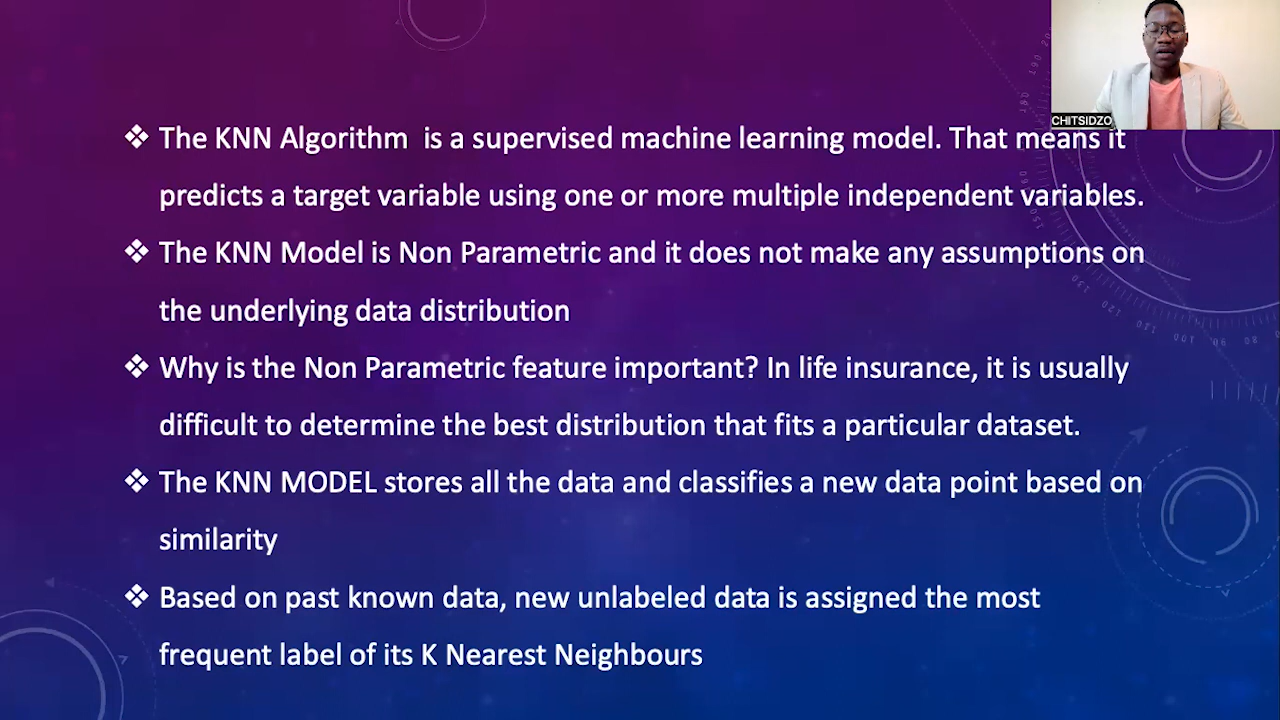 CHITSIDZO
❖ The KNN Algorithm is a supervised machine learning model. That means it
predicts a target variable using one or more multiple independent variables.
❖ The KNN Model is Non Parametric and it does not make any assumptions on
the underlying data distribution
❖ Why is the Non Parametric feature important? In life insurance, it is usually
difficult to determine the best distribution that fits a particular dataset.
❖ The KNN MODEL stores all the data and classifies a new data point based on
similarity
❖ Based on past known data, new unlabeled data is assigned the most
frequent label of its K Nearest Neighbours